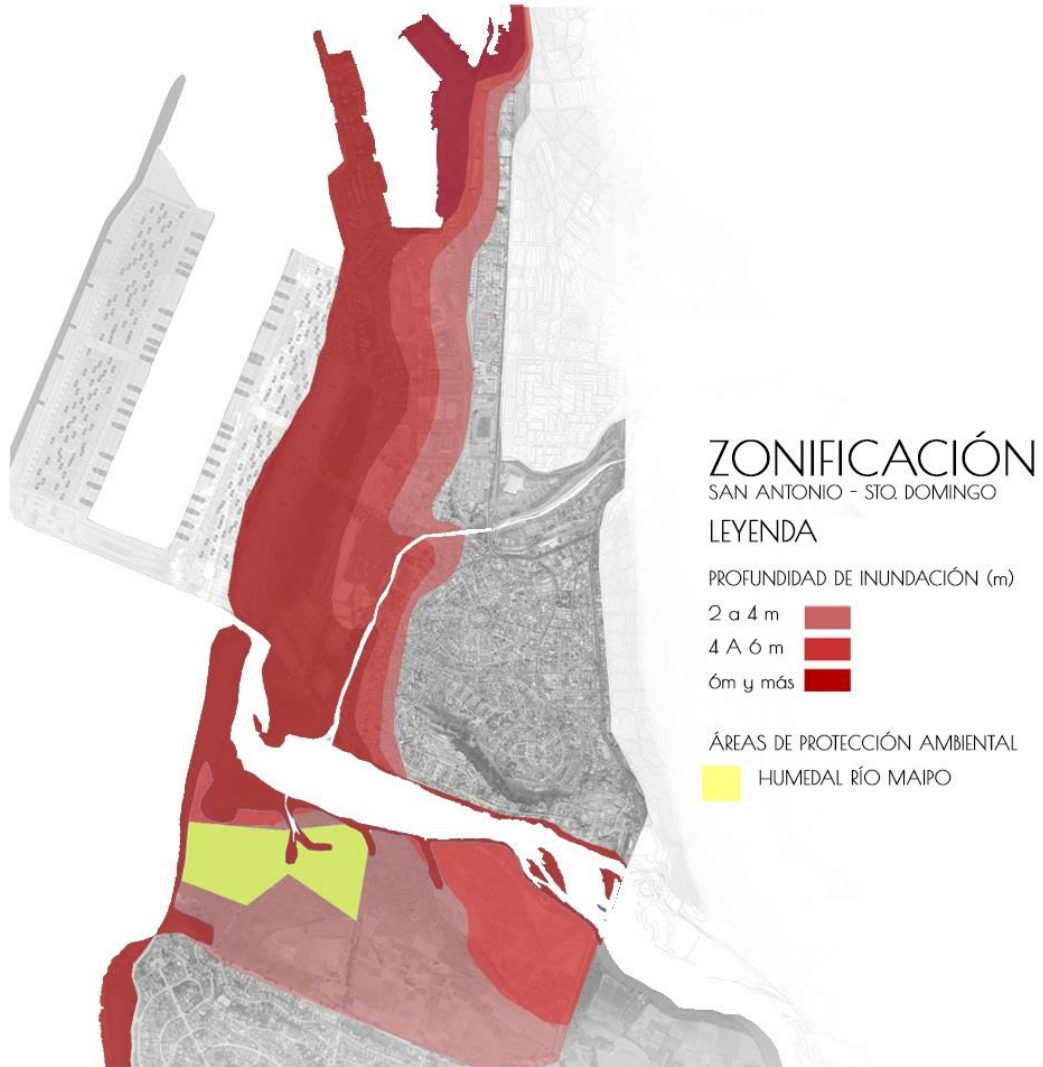 ZONIFICACIÓN
SAN ANTONIO - STO. DOMINGO
LEYENDA
PROFUNDIDAD DE INUNDACIÓN (m)
2 a 4 m
4 A 6 m
6m y más
ÁREAS DE PROTECCIÓN AMBIENTAL
HUMEDAL RÍO MAIPO